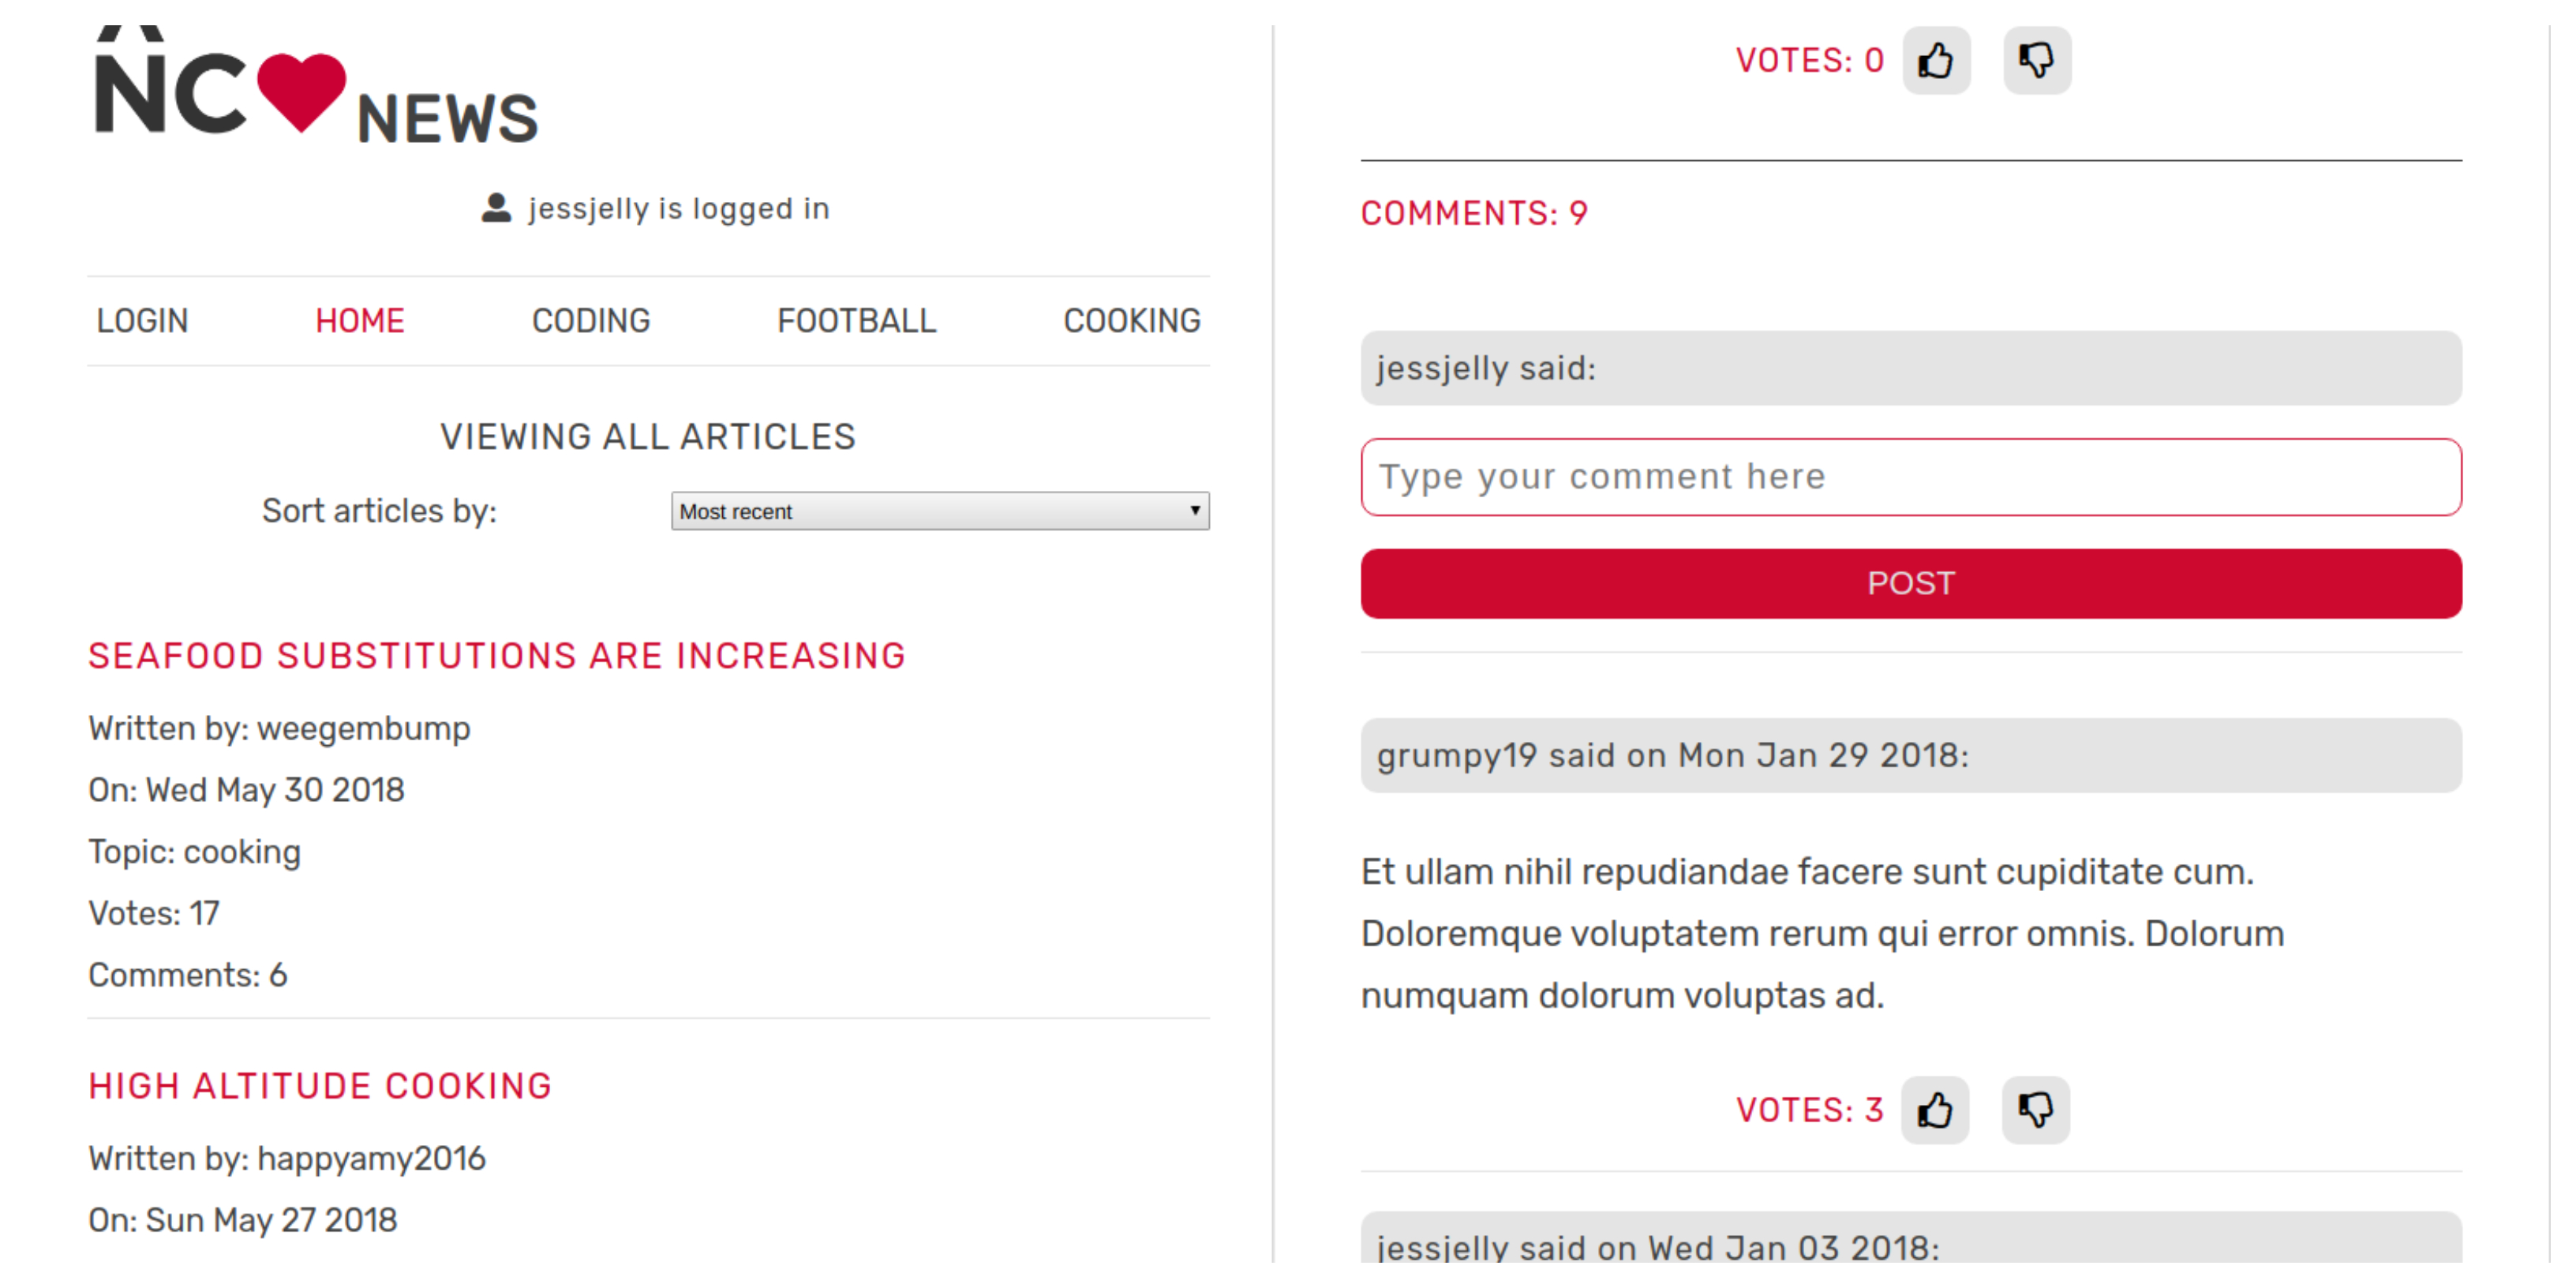 NC NEWS
jessjelly is logged in
LOGIN HOME CODING FOOTBALL COOKING
VIEWING ALL ARTICLES
Sort articles by: Most recent
SEAFOOD SUBSTITUTIONS ARE INCREASING
Written by: weegembump
On: Wed May 30 2018
Topic: cooking
Votes: 17
Comments: 6
HIGH ALTITUDE COOKING
Written by: happyamy2016
On: Sun May 27 2018
VOTES: 0
COMMENTS: 9
jessjelly said:
Type your comment here
POST
grumpy19 said on Mon Jan 29 2018:
Et ullam nihil repudiandae facere sunt cupiditate cum.
Doloremque voluptatem rerum qui error omnis. Dolorum
numquam dolorum voluptas ad.
VOTES: 3
jessjelly said on Wed Jan 03 2018: